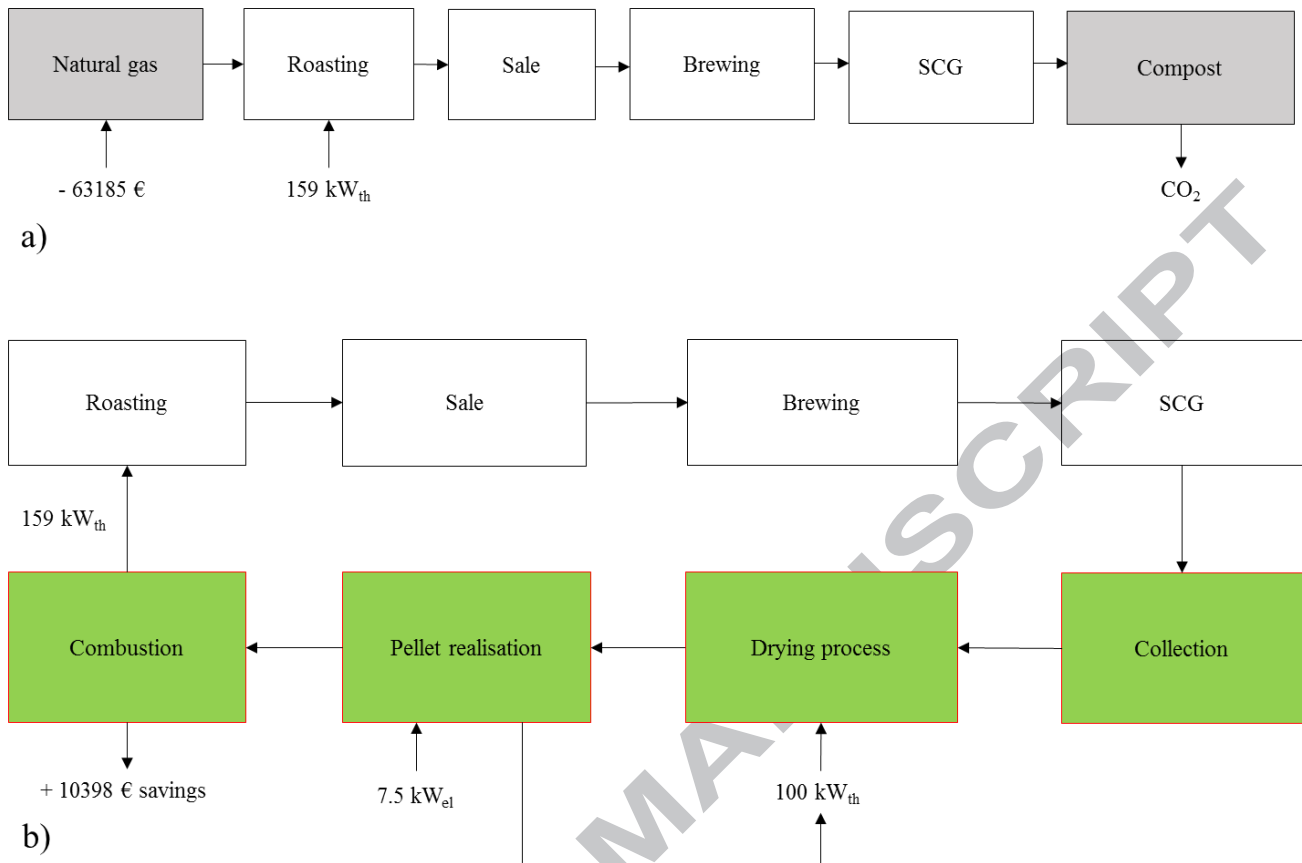 Natural gas
Roasting
Sale
Brewing
SCG
Compost
- 63185 €
159 kWth
CO2
a)
Roasting
Sale
Brewing
SCG
159 kWth
Combustion
Pellet realisation
Drying process
Collection
+ 10398 € savings
7.5 kWel
100 kWth
b)
MANUSCRIPT